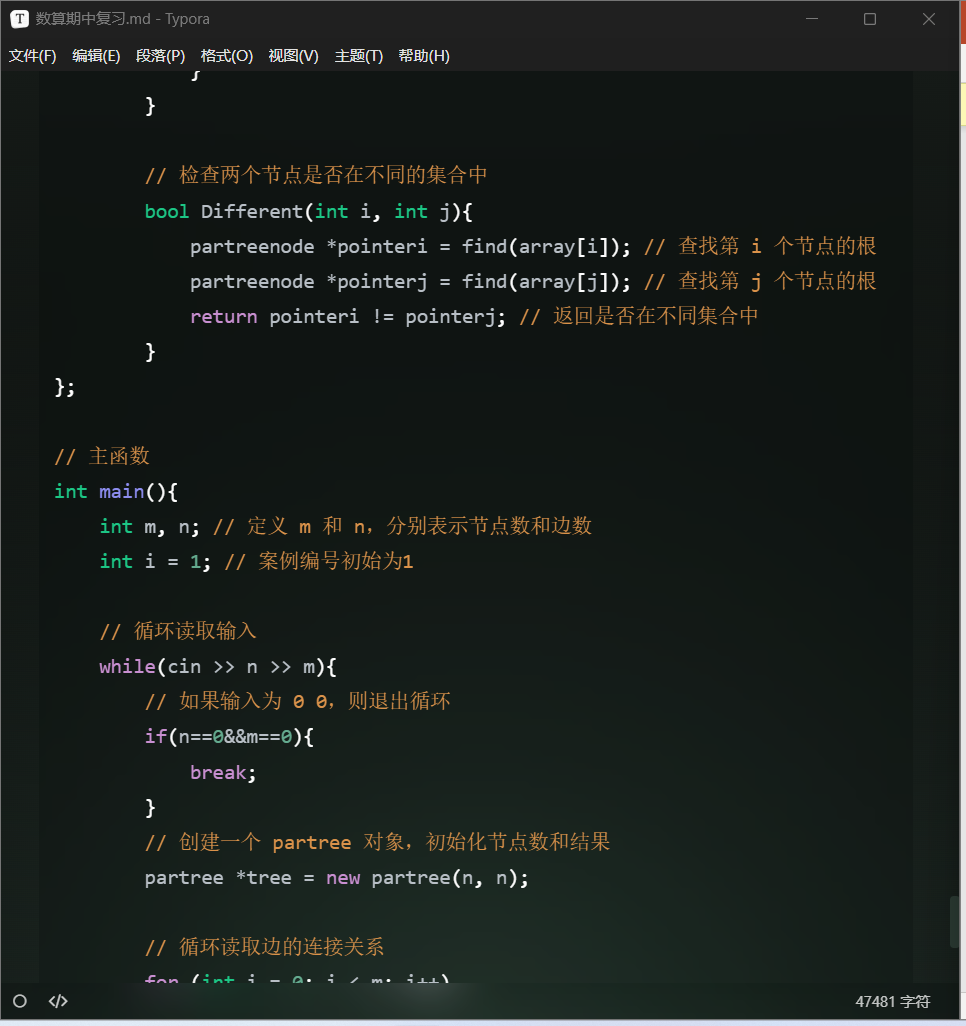 数算期中复习.md - Typora
文件(F) 编辑(E) 段落(P) 格式(O) 视图(V) 主题(T) 帮助(H)
}
}
// 检查两个节点是否在不同的集合中
bool Different(int i, int j){
partreenode *pointeri = find(array[i]); // 查找第 i 个节点的根
partreenode *pointerj = find(array[j]); // 查找第 j 个节点的根
return pointeri != pointerj; // 返回是否在不同集合中
}
};
// 主函数
int main(){
int m, n; // 定义 m 和 n，分别表示节点数和边数
int i = 1; // 案例编号初始为1
// 循环读取输入
while(cin >> n >> m){
// 如果输入为 0 0，则退出循环
if(n==0&&m==0){
break;
}
// 创建一个 partree 对象，初始化节点数和结果
partree *tree = new partree(n, n);
// 循环读取边的连接关系
for (int i = 0; i < m; i++)
</> 47481 字符